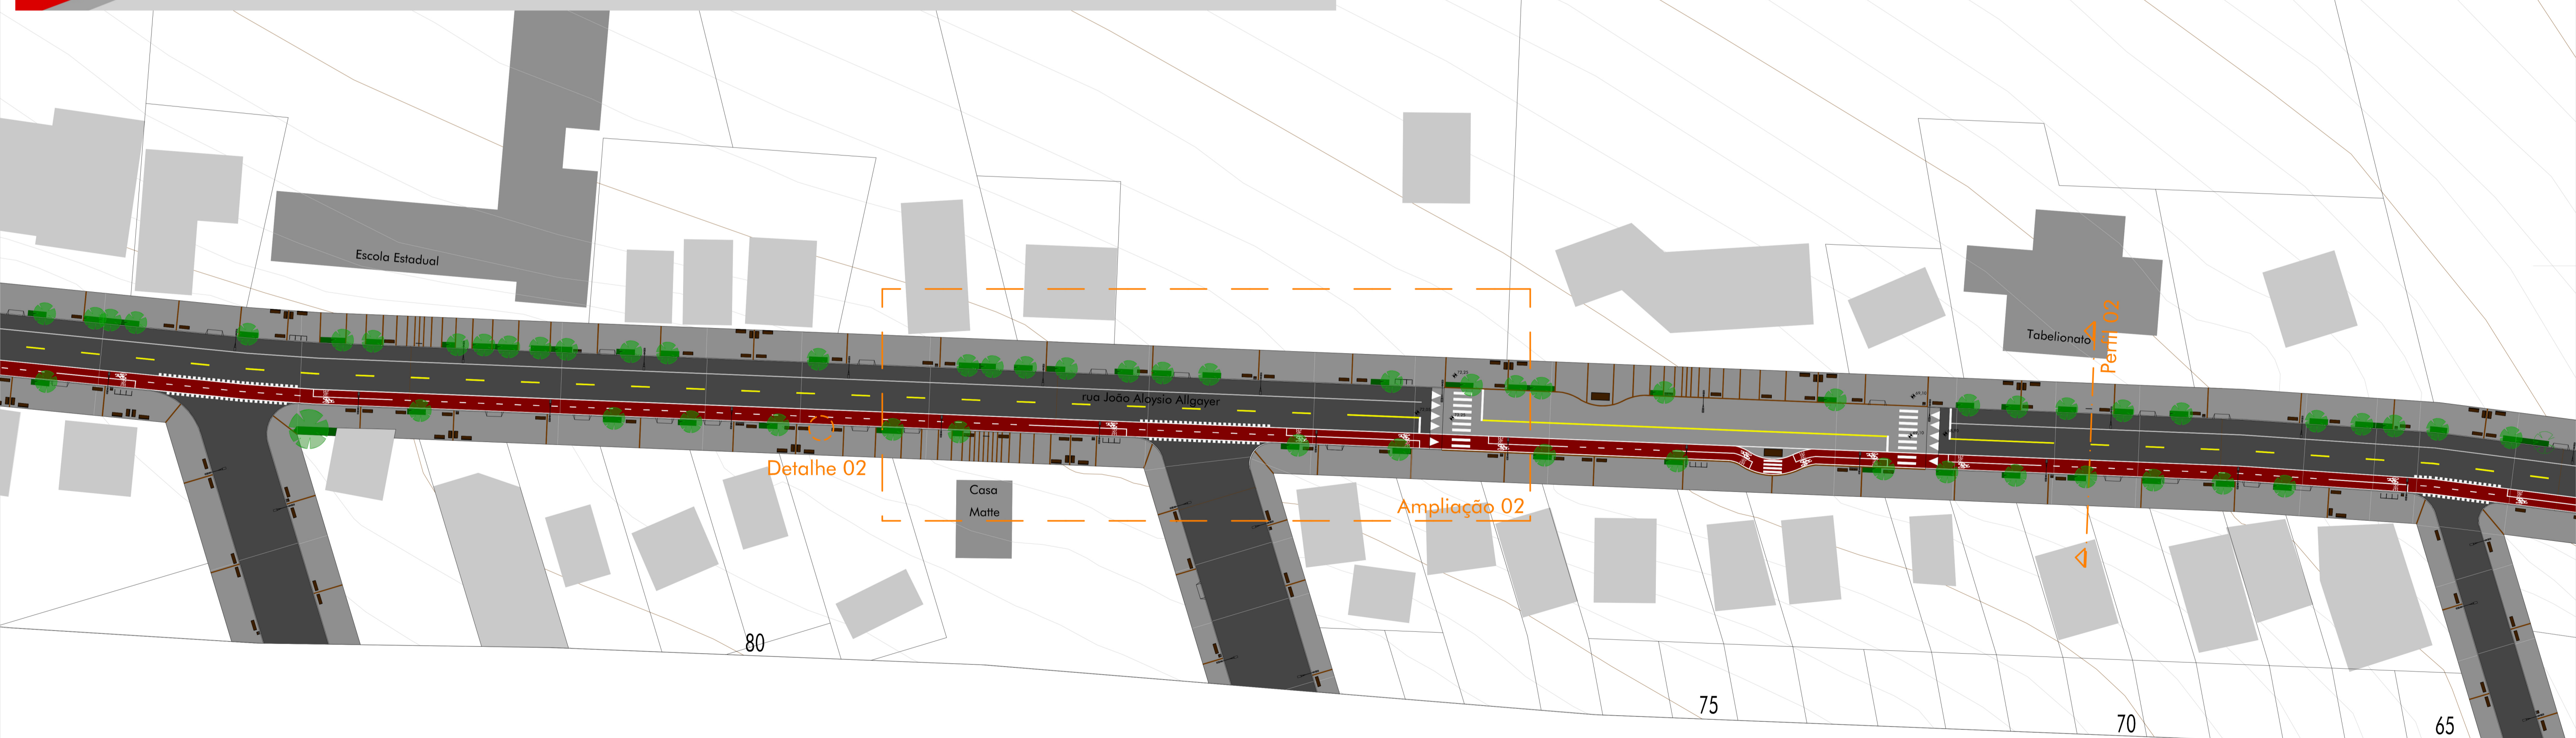 Escola Estadual
Perfil 02
Tabelionato
rua João Aloysio Allgayer
Detalhe 02
Casa
Matte
Ampliação 02
80
75
70
65